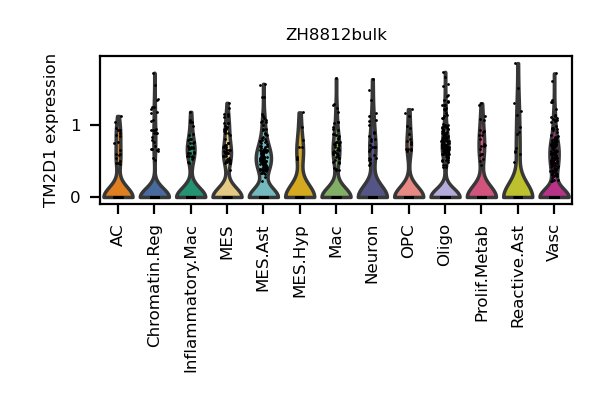 ZH8812bulk
TM2D1 expression
1
0
AC
Chromatin.Reg
Inflammatory.Mac
MES
MES.Ast
MES.Hyp
Mac
Neuron
OPC
Oligo
Prolif.Metab
Reactive.Ast
Vasc